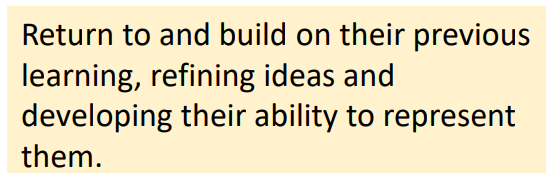 Return to and build on their previous
learning, refining ideas and
developing their ability to represent
them.